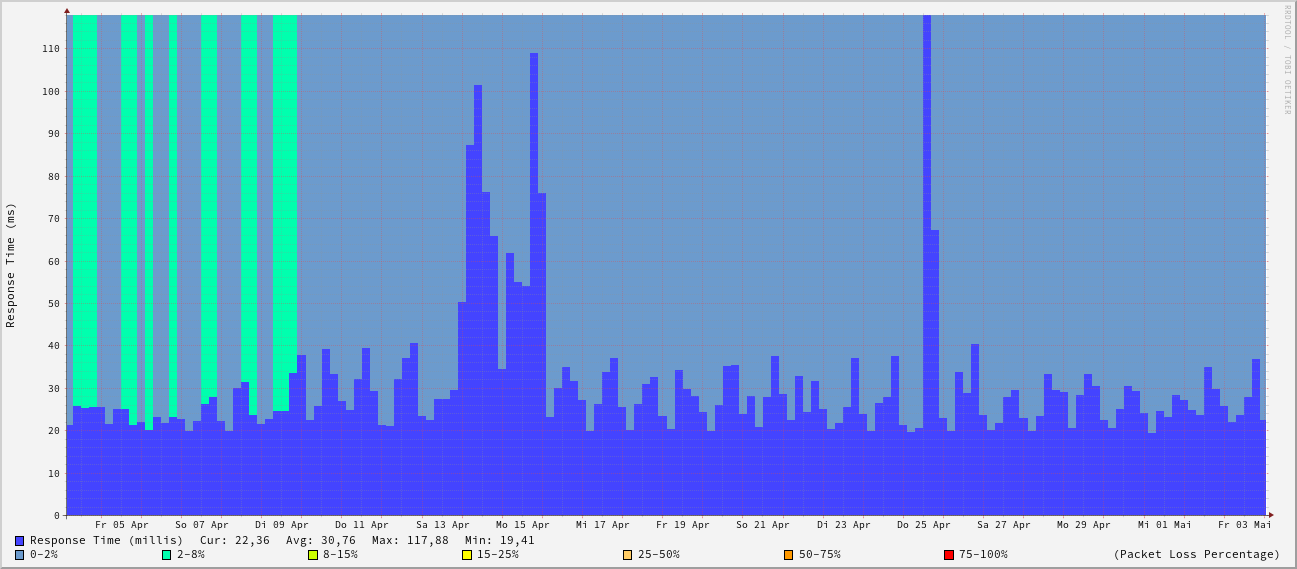 RRDTOOL / TOBI OETIKER
Response Time (ms)
110
100
90
80
70
60
50
40
30
20
10
0
Fr 05 Apr So 07 Apr Di 09 Apr Do 11 Apr Sa 13 Apr Mo 15 Apr Mi 17 Apr Fr 19 Apr So 21 Apr Di 23 Apr Do 25 Apr Sa 27 Apr Mo 29 Apr Mi 01 Mai Fr 03 Mai
Response Time (millis) Cur: 22,36 Avg: 30,76 Max: 117,88 Min: 19,41
0-2% 2-8% 8-15% 15-25% 25-50% 50-75% 75-100% (Packet Loss Percentage)